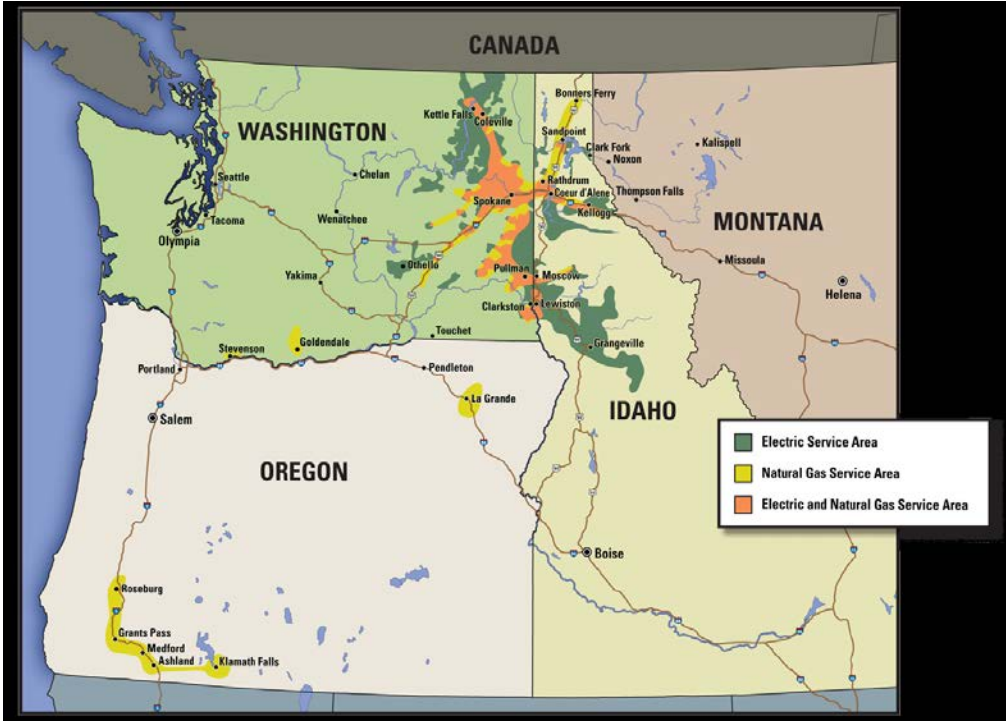 CANADA
Bonners Ferry
Kettle Falls
Coleville
WASHINGTON
Sandpoint
Kalispell
Clark Fork
Noxon
Chelan
Rathdrum
Seattle
Coeur d'Alene
Thompson Falls
Spokane
Kellogg
Wenatchee
Tacoma
MONTANA
Olympia
Othello
Missoula
Yakima
Pullman
Moscow
Helena
Clarkston
Lewiston
Touchet
Goldendale
Stevenson
Grangeville
Portland
Pendleton
La Grande
IDAHO
Salem
Electric Service Area
OREGON
Natural Gas Service Area
Electric and Natural Gas Service Area
Boise
Roseburg
Grants Pass
Medford
Ashland
Klamath Falls